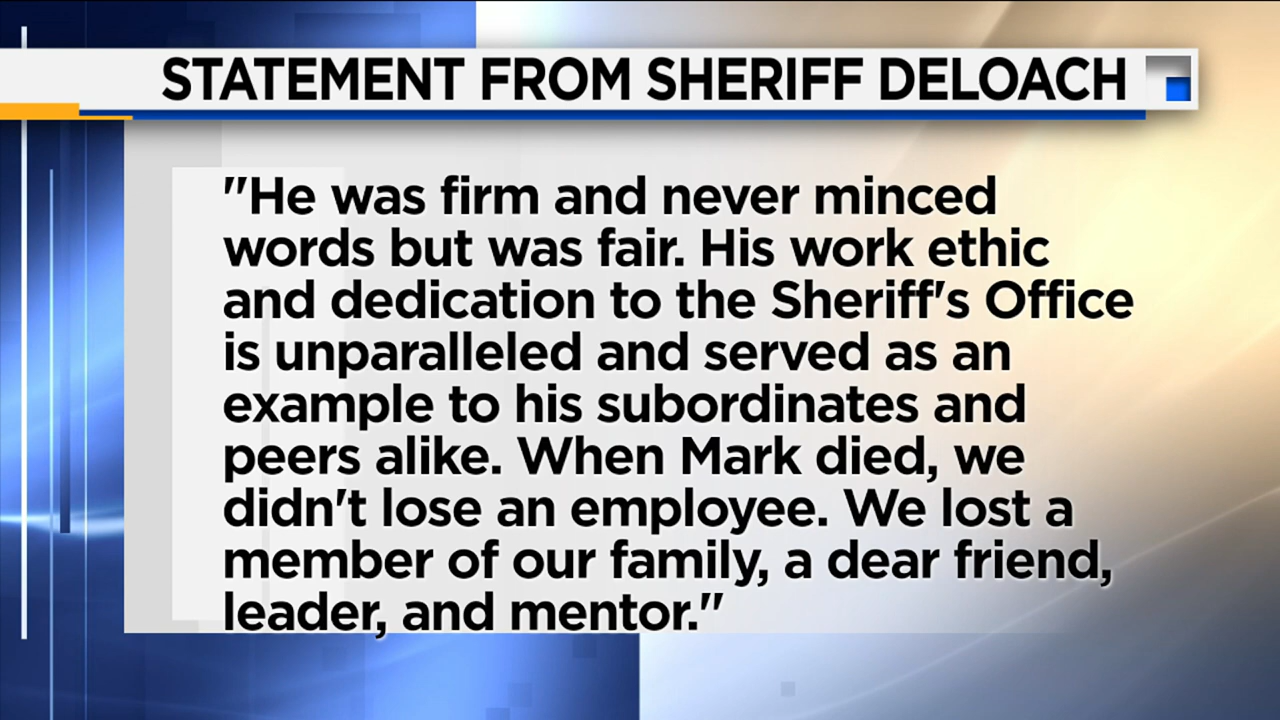 STATEMENT FROM SHERIFF DELOACH
"He was firm and never minced
words but was fair. His work ethic
and dedication to the Sheriff's Office
is unparalleled and served as an
example to his subordinates and
peers alike. When Mark died, we
didn't lose an employee. We lost a
member of our family, a dear friend,
leader, and mentor."